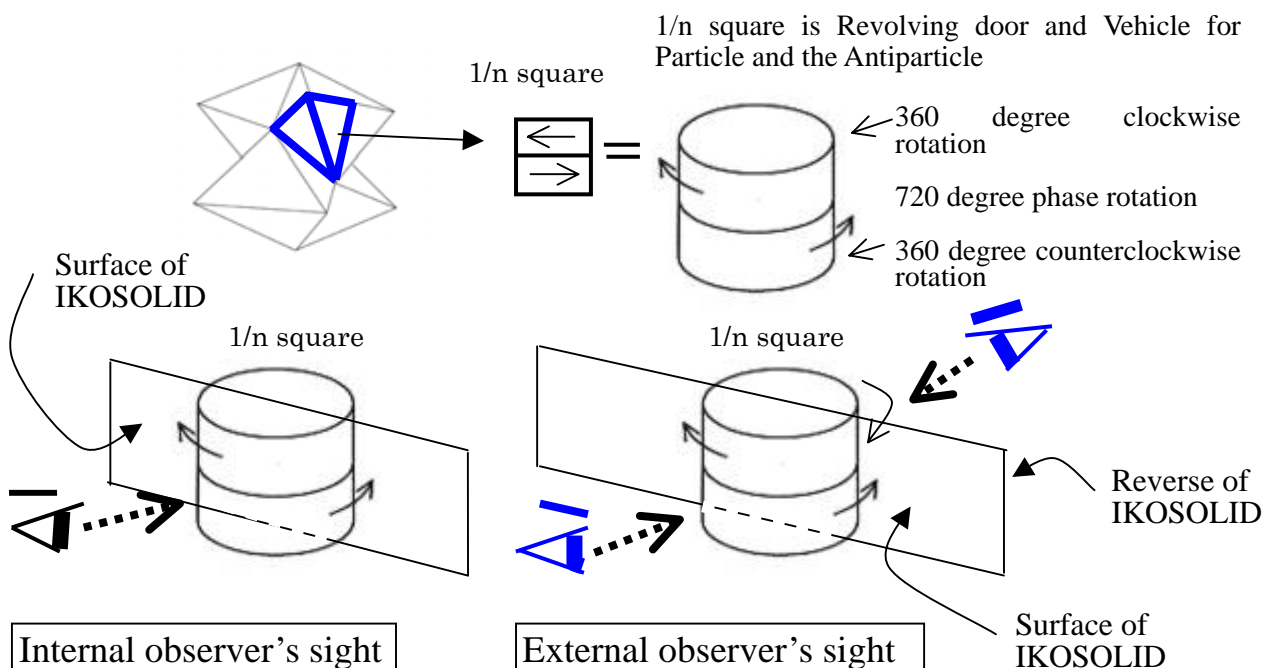 1/n square is Revolving door and Vehicle for
Particle and the Antiparticle
1/n square
360 degree clockwise
rotation
720 degree phase rotation
360 degree counterclockwise
rotation
Surface of
IKOSOLID
1/n square
1/n square
Reverse of
IKOSOLID
Surface of
IKOSOLID
Internal observer’s sight
External observer’s sight